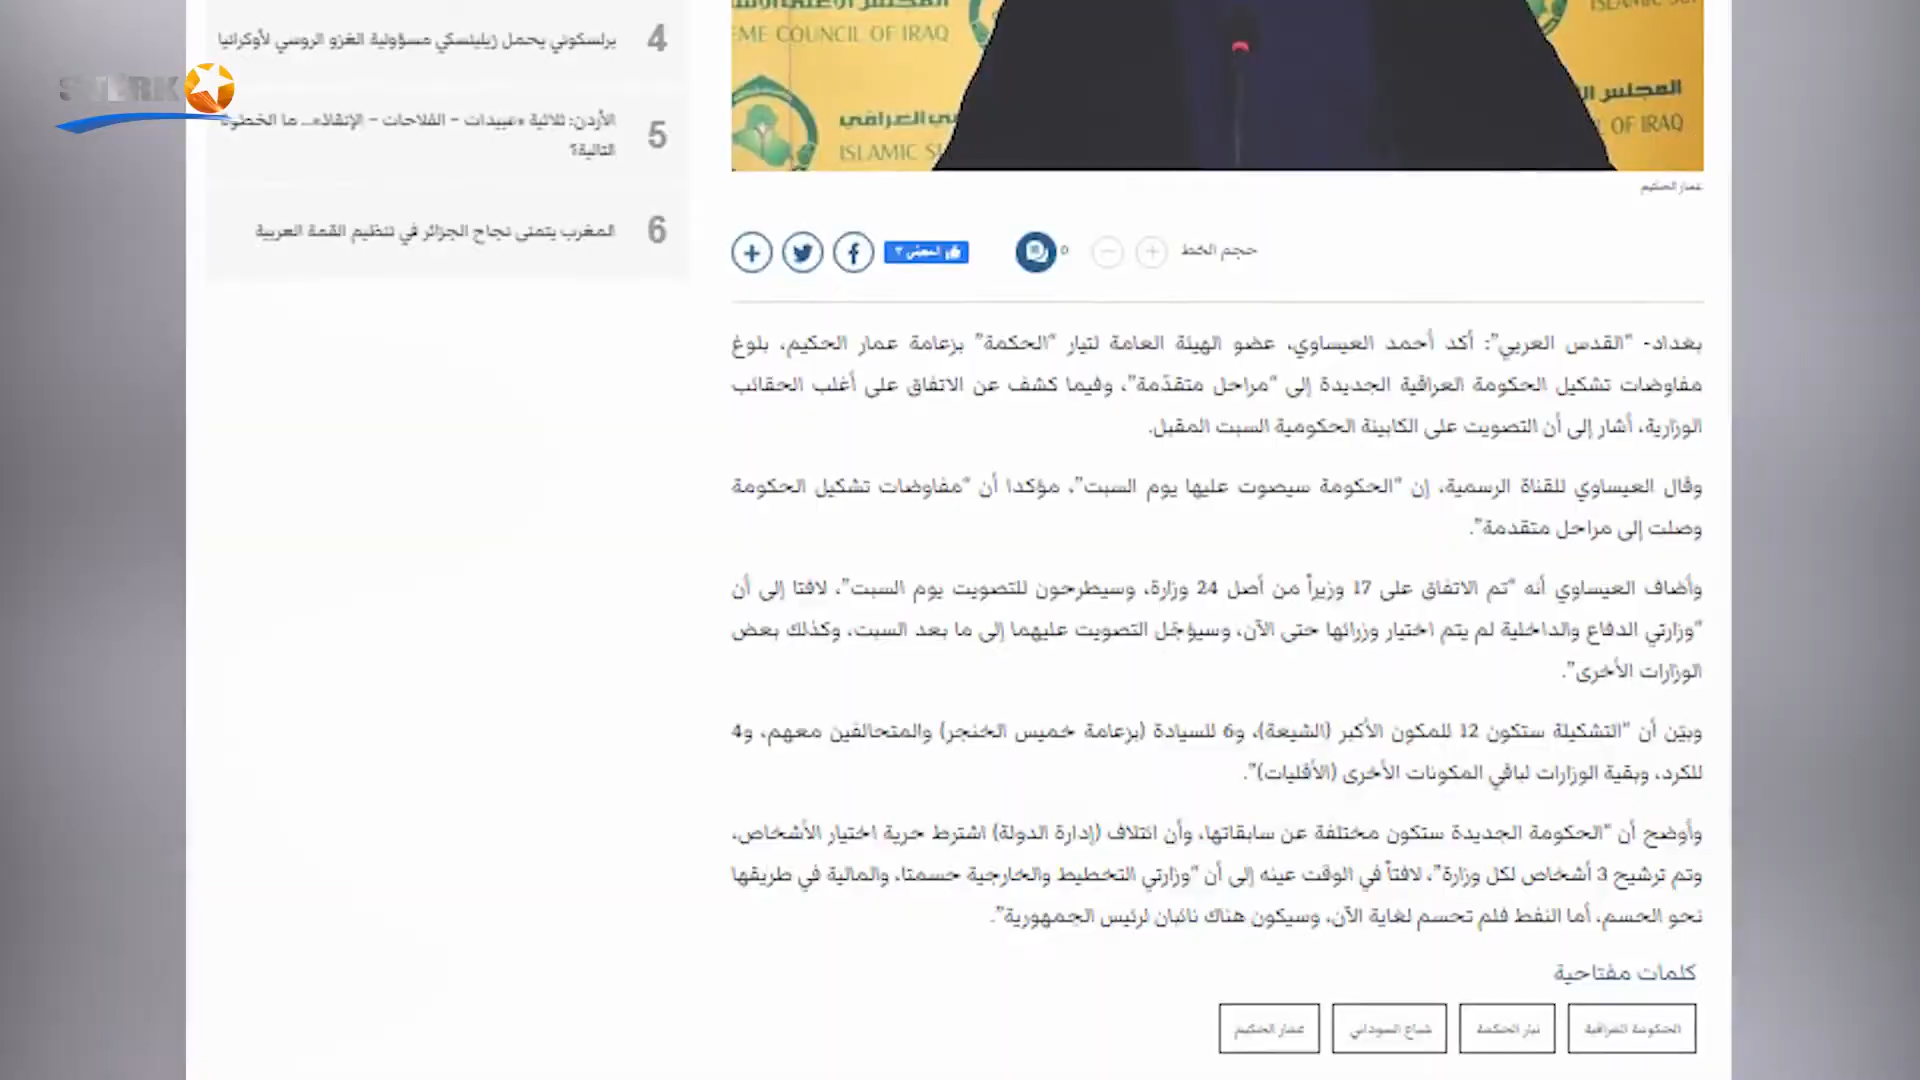 4 برلسكوني يحمل زيلينسكي مسؤولية الغزو الروسي لأوكرانيا
STERK
5 الأردن: ثلاثية «عبيدات – الفلاحات – الإنقاذ»… ما الخطوة
التالية؟
6 المغرب يتمنى نجاح الجزائر في تنظيم القمة العربية
EME COUNCIL OF IRAQ
ISLAMIC SU
المجلس ال
L OF IRAQ
ي العراقي
ISLAMIC S
عمار الحكيم
حجم الخط
0
بغداد- “القدس العربي”: أكد أحمد العيساوي، عضو الهيئة العامة لتيار “الحكمة” بزعامة عمار الحكيم، بلوغ
مفاوضات تشكيل الحكومة العراقية الجديدة إلى “مراحل متقدّمة”، وفيما كشف عن الاتفاق على أغلب الحقائب
الوزارية، أشار إلى أن التصويت على الكابينة الحكومية السبت المقبل.
وقال العيساوي للقناة الرسمية، إن “الحكومة سيصوت عليها يوم السبت”، مؤكدا أن “مفاوضات تشكيل الحكومة
وصلت إلى مراحل متقدمة”.
وأضاف العيساوي أنه “تم الاتفاق على 17 وزيراً من أصل 24 وزارة، وسيطرحون للتصويت يوم السبت”، لافتا إلى أن
“وزارتي الدفاع والداخلية لم يتم اختيار وزرائها حتى الآن، وسيؤجّل التصويت عليهما إلى ما بعد السبت، وكذلك بعض
الوزارات الأخرى”.
وبيّن أن “التشكيلة ستكون 12 للمكون الأكبر (الشيعة)، و6 للسيادة (بزعامة خميس الخنجر) والمتحالفين معهم، و4
للكرد، وبقية الوزارات لباقي المكونات الأخرى (الأقليات)”.
وأوضح أن “الحكومة الجديدة ستكون مختلفة عن سابقاتها، وأن ائتلاف (إدارة الدولة) اشترط حرية اختيار الأشخاص،
وتم ترشيح 3 أشخاص لكل وزارة”، لافتاً في الوقت عينه إلى أن “وزارتي التخطيط والخارجية حسمتا، والمالية في طريقها
نحو الحسم، أما النفط فلم تحسم لغاية الآن، وسيكون هناك نائبان لرئيس الجمهورية”.
كلمات مفتاحية
الحكومة العراقية
تيار الحكمة
شياع السوداني
عمار الحكيم